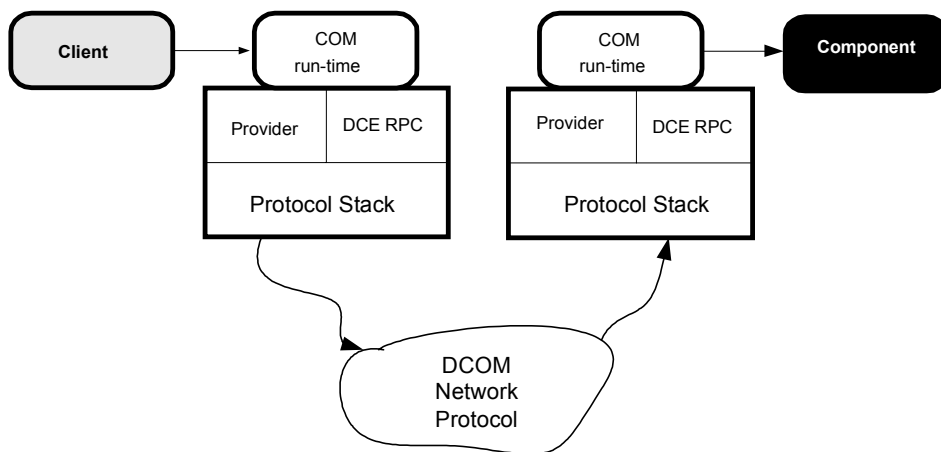 Client
COM
run-time
COM
run-time
Component
Provider
DCE RPC
Provider
DCE RPC
Protocol Stack
Protocol Stack
DCOM
Network
Protocol